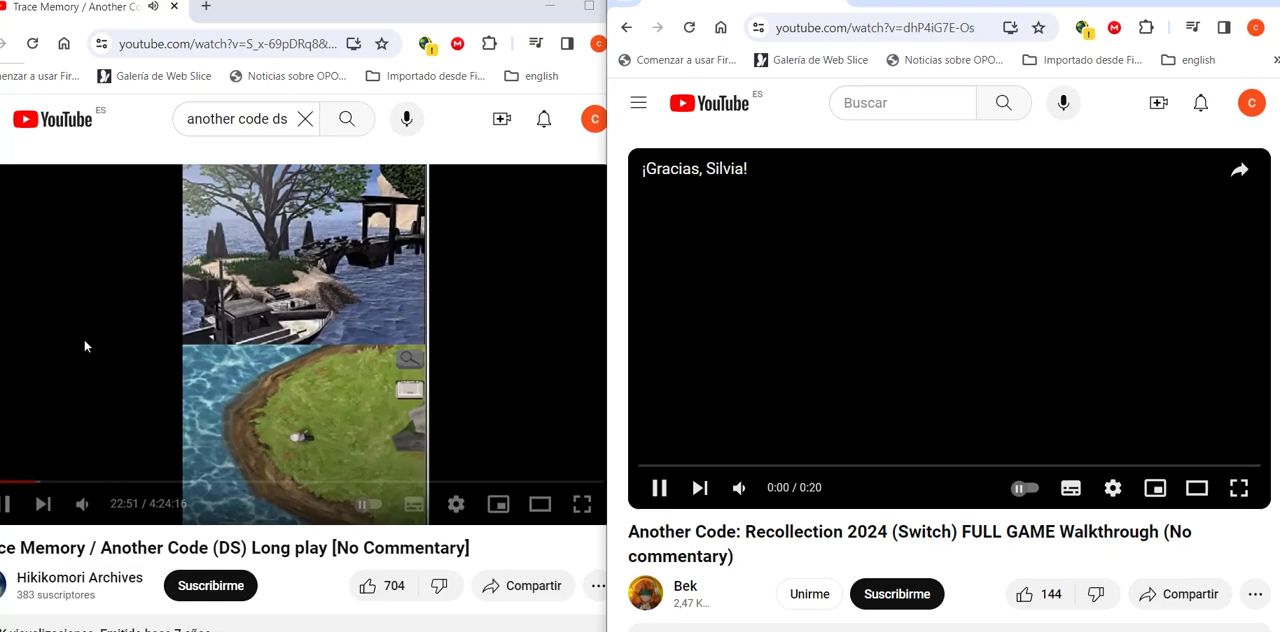 Trace Memory / Another Co
youtube.com/watch?v=S_x-69pDRq8&...
C
enzar a usar Fir...
Galería de Web Slice
Noticias sobre OPO...
Importado desde Fi...
english
YouTube ES
another code ds
C
22:51 / 4:24:16
ce Memory / Another Code (DS) Long play [No Commentary]
Hikikomori Archives
383 suscriptores
Suscribirme
704
Compartir
youtube.com/watch?v=dhP4iG7E-Os
C
Comenzar a usar Fir...
Galería de Web Slice
Noticias sobre OPO...
Importado desde Fi...
english
YouTube ES
Buscar
C
¡Gracias, Silvia!
0:00 / 0:20
Another Code: Recollection 2024 (Switch) FULL GAME Walkthrough (No
commentary)
Bek
2,47 K...
Unirme
Suscribirme
144
Compartir